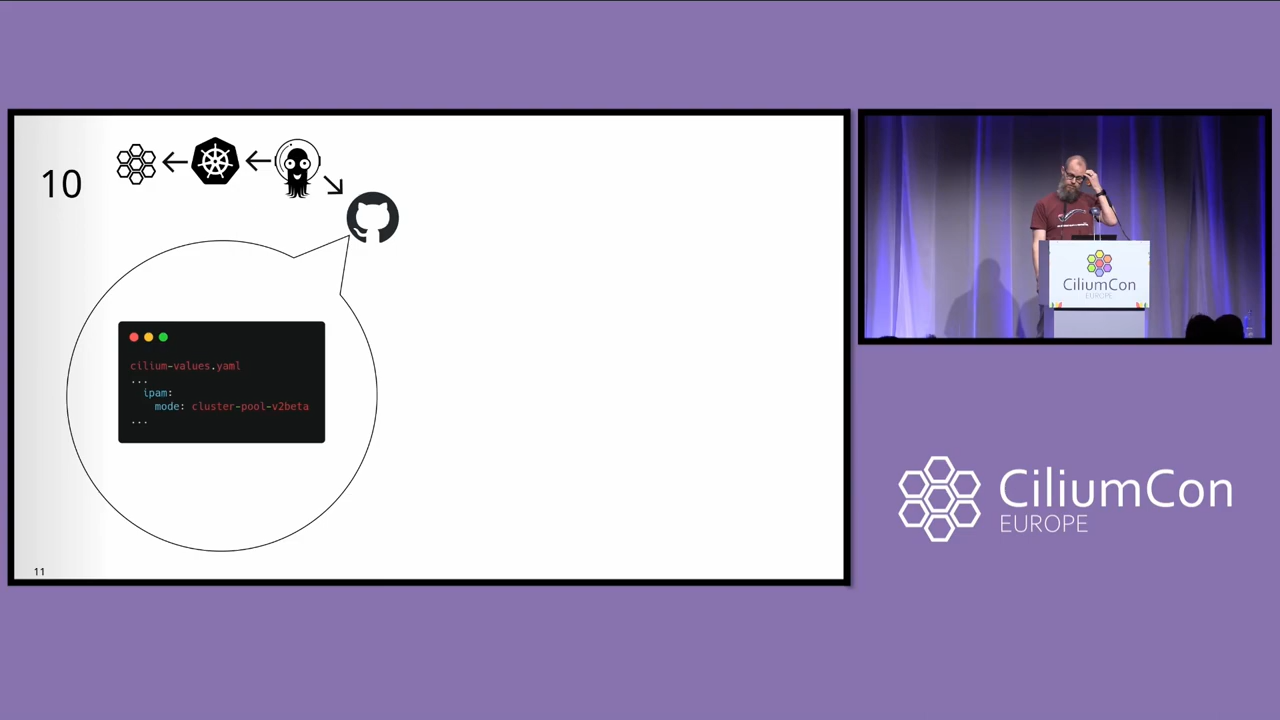 10
cilium-values.yaml
...
ipam:
mode: cluster-pool-v2beta
...
11
CiliumCon
EUROPE
CiliumCon
EUROPE